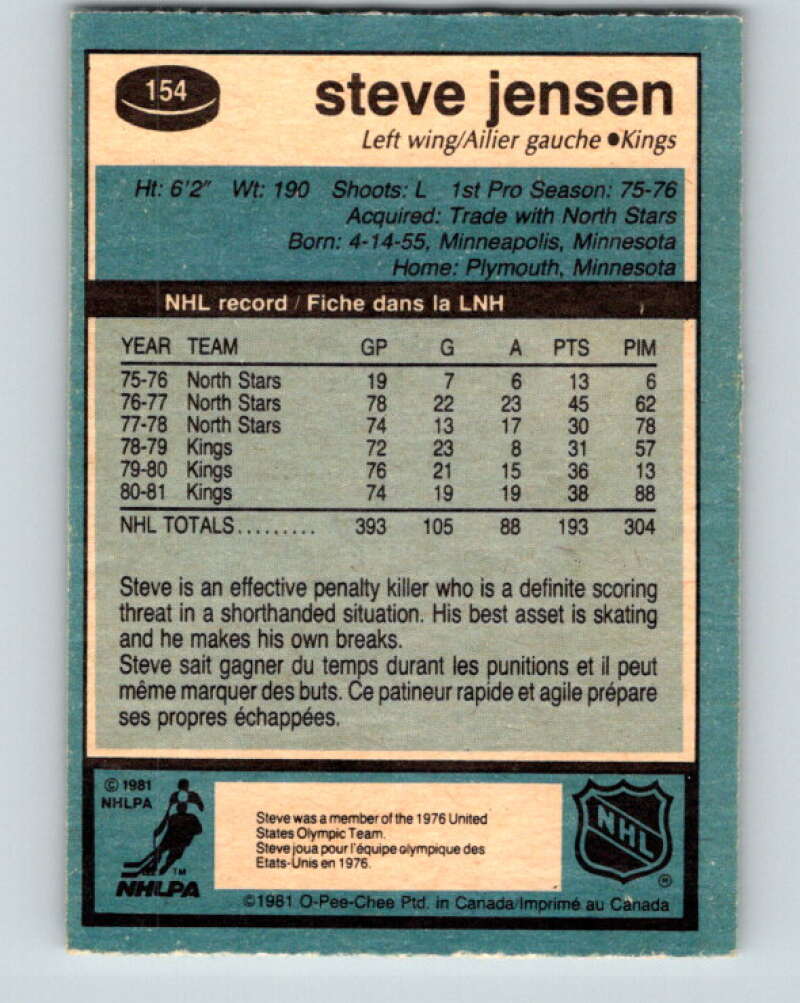 154
steve jensen
Left wing/Ailier gauche ●Kings
Ht: 6'2" Wt: 190 Shoots: L 1st Pro Season: 75-76
Acquired: Trade with North Stars
Born: 4-14-55, Minneapolis, Minnesota
Home: Plymouth, Minnesota
NHL record / Fiche dans la LNH
YEAR TEAM GP G A PTS PIM
75-76 North Stars 19 7 6 13 6
76-77 North Stars 78 22 23 45 62
77-78 North Stars 74 13 17 30 78
78-79 Kings 72 23 8 31 57
79-80 Kings 76 21 15 36 13
80-81 Kings 74 19 19 38 88
NHL TOTALS......... 393 105 88 193 304
Steve is an effective penalty killer who is a definite scoring
threat in a shorthanded situation. His best asset is skating
and he makes his own breaks.
Steve sait gagner du temps durant les punitions et il peut
même marquer des buts. Ce patineur rapide et agile prépare
ses propres échappées.
© 1981
NHLPA
TM
NHLPA
Steve was a member of the 1976 United
States Olympic Team.
Steve joua pour l'équipe olympique des
Etats-Unis en 1976.
NHL
®
©1981 O-Pee-Chee Ptd. in Canada/Imprimé au Canada